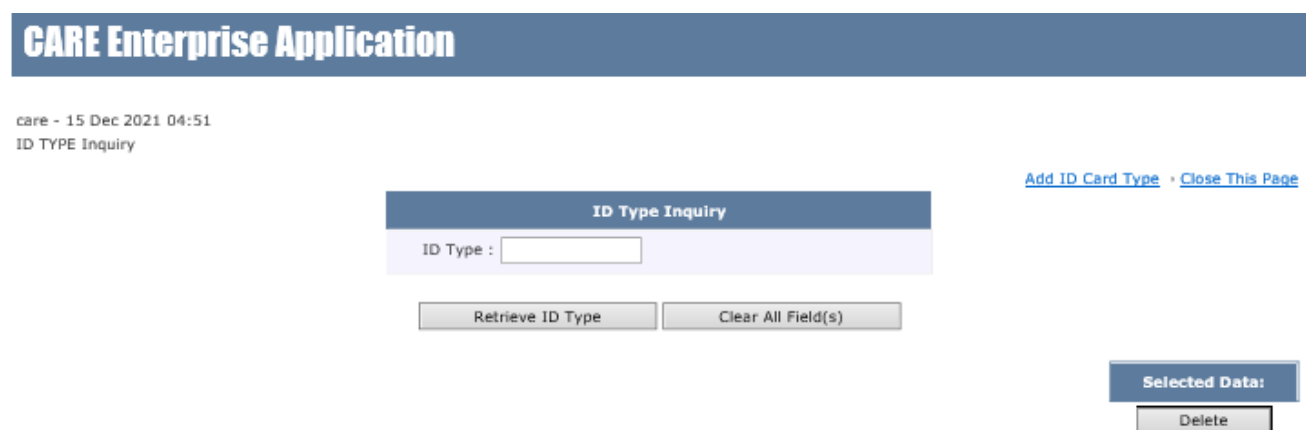 CARE Enterprise Application
care - 15 Dec 2021 04:51
ID TYPE Inquiry
Add ID Card Type • Close This Page
ID Type Inquiry
ID Type :
Retrieve ID Type Clear All Field(s)
Selected Data:
Delete